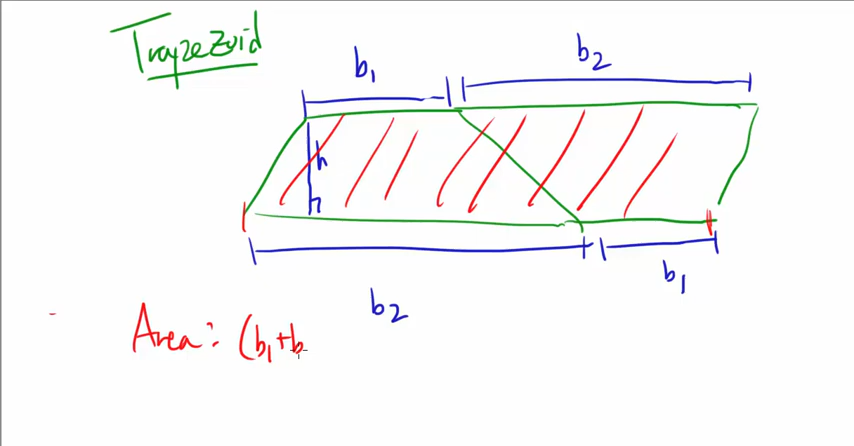 Trapezoid
b₁
b₂
h
b₁
b₂
Area: (b₁+b